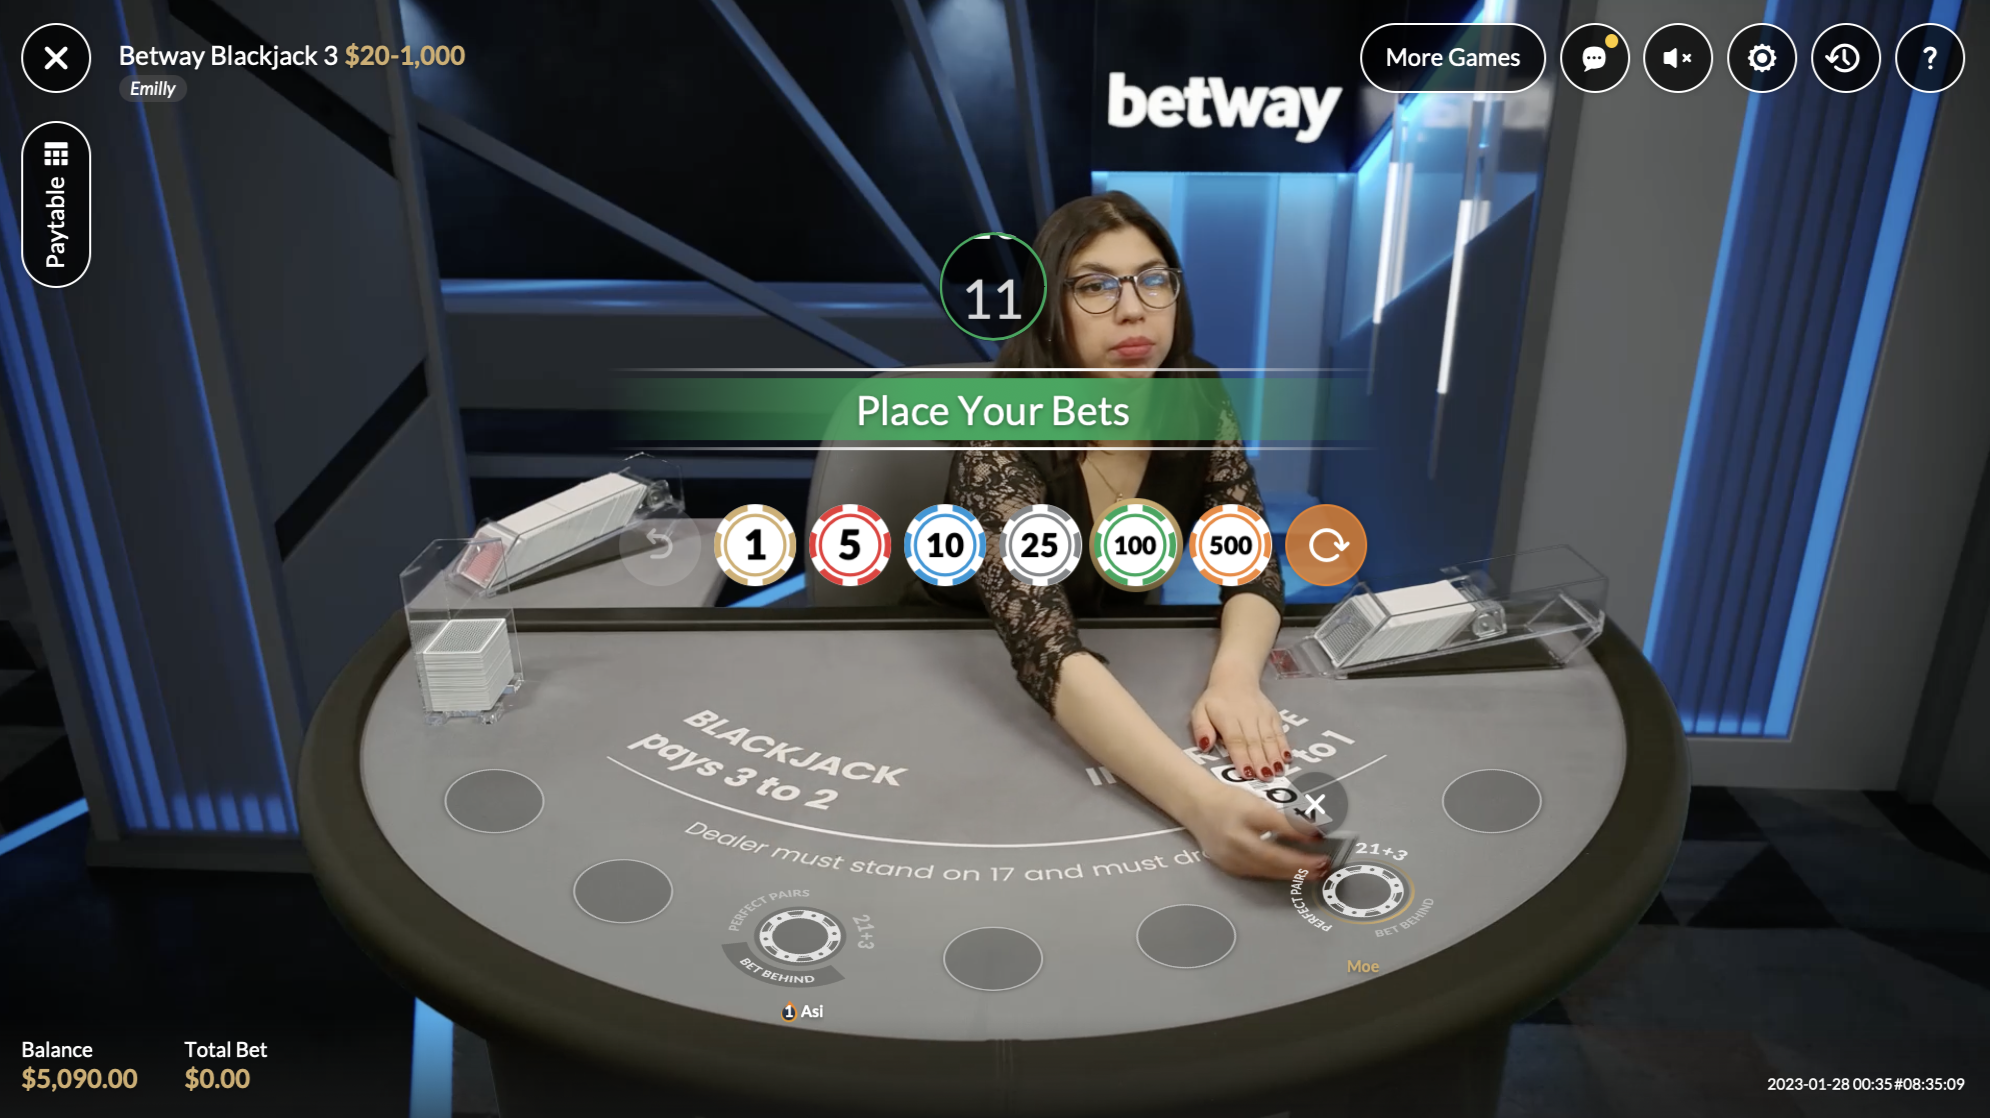 Betway Blackjack 3 $20-1,000
Emilly
More Games
?
Paytable
betway
11
Place Your Bets
1
5
10
25
100
500
BLACKJACK
pays 3 to 2
2 to 1
Dealer must stand on 17 and must
PERFECT PAIRS
21+3
BET BEHIND
1 Asi
21+3
PERFECT PAIRS
BET BEHIND
Moe
Balance
$5,090.00
Total Bet
$0.00
2023-01-28 00:35 #08:35:09